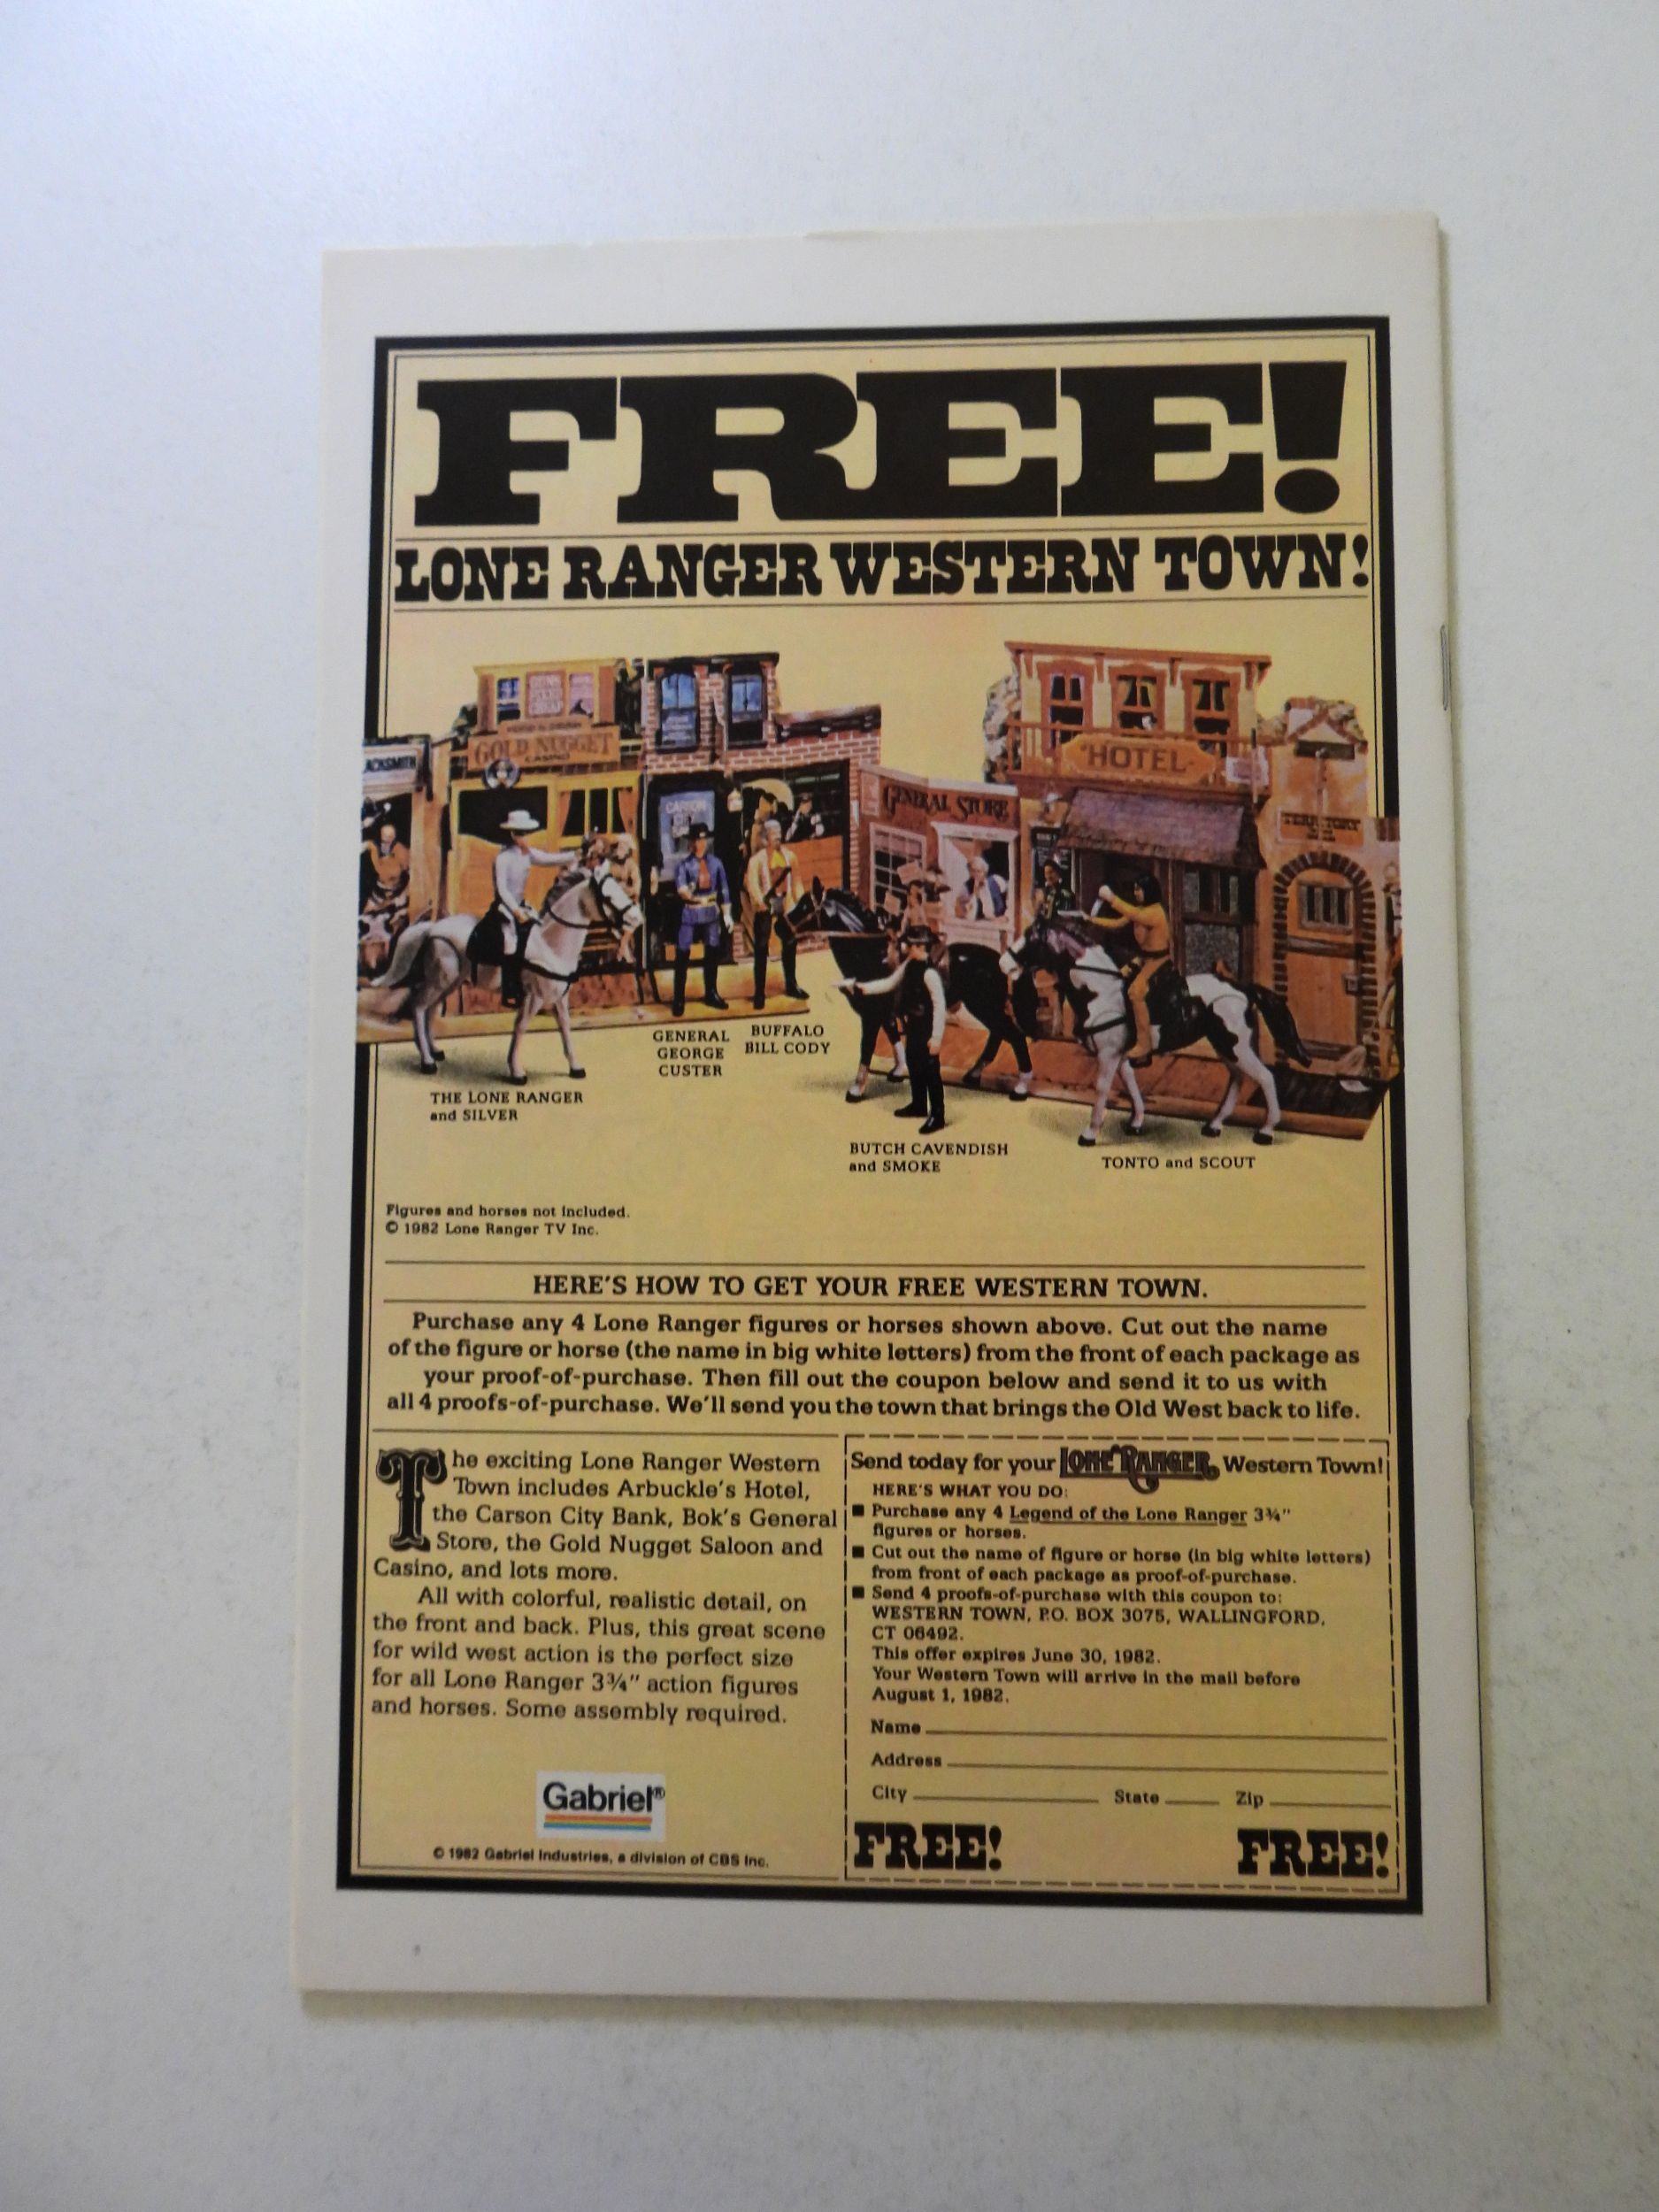 FREE!
LONE RANGER WESTERN TOWN!
ACKSMITH
GOLD NUGGET
CASINO
CARSON
GENERAL STORE
HOTEL
TERRITORY
GENERAL
GEORGE
CUSTER
BUFFALO
BILL CODY
THE LONE RANGER
and SILVER
BUTCH CAVENDISH
and SMOKE
TONTO and SCOUT
Figures and horses not included.
© 1982 Lone Ranger TV Inc.
HERE'S HOW TO GET YOUR FREE WESTERN TOWN.
Purchase any 4 Lone Ranger figures or horses shown above. Cut out the name
of the figure or horse (the name in big white letters) from the front of each package as
your proof-of-purchase. Then fill out the coupon below and send it to us with
all 4 proofs-of-purchase. We'll send you the town that brings the Old West back to life.
The exciting Lone Ranger Western
Town includes Arbuckle's Hotel,
the Carson City Bank, Bok's General
Store, the Gold Nugget Saloon and
Casino, and lots more.
All with colorful, realistic detail, on
the front and back. Plus, this great scene
for wild west action is the perfect size
for all Lone Ranger 3¾" action figures
and horses. Some assembly required.
Gabriel®
© 1982 Gabriel Industries, a division of CBS Inc.
Send today for your LONE RANGER Western Town!
HERE'S WHAT YOU DO:
■ Purchase any 4 Legend of the Lone Ranger 3¾"
figures or horses.
■ Cut out the name of figure or horse (in big white letters)
from front of each package as proof-of-purchase.
■ Send 4 proofs-of-purchase with this coupon to:
WESTERN TOWN, P.O. BOX 3075, WALLINGFORD,
CT 06492.
This offer expires June 30, 1982.
Your Western Town will arrive in the mail before
August 1, 1982.
Name
Address
City State Zip
FREE! FREE!